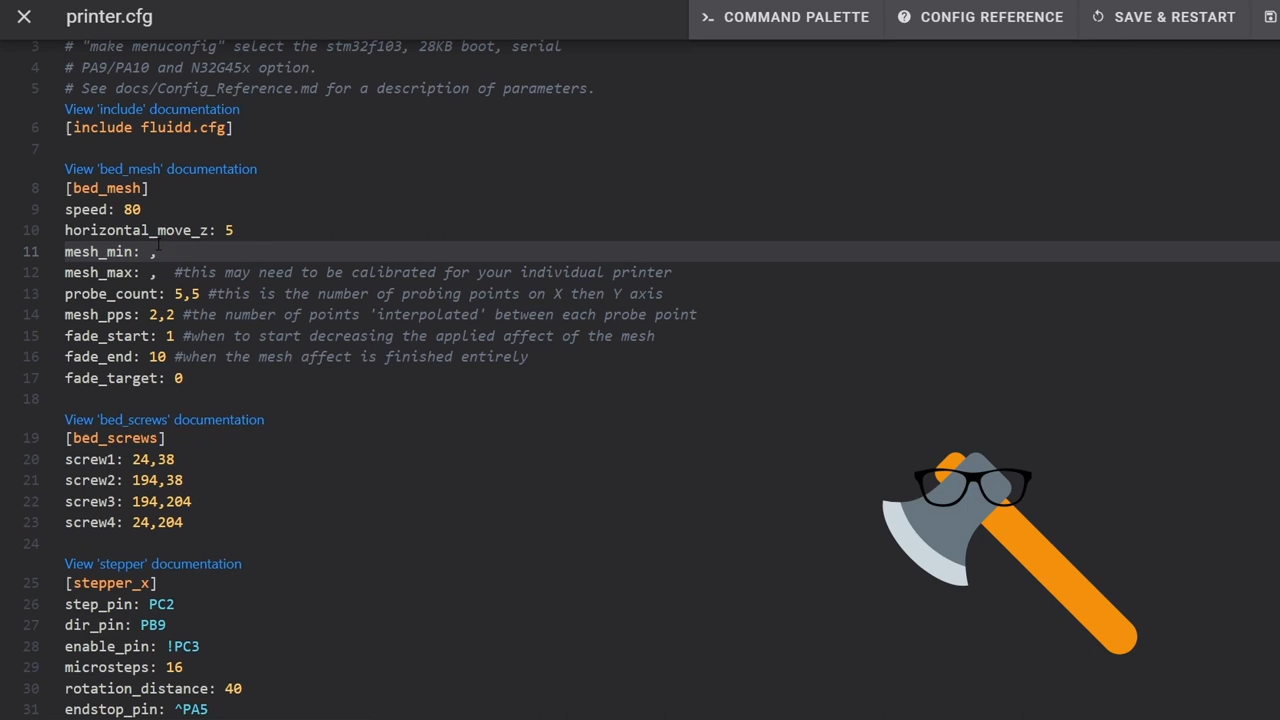 printer.cfg
COMMAND PALETTE
CONFIG REFERENCE
SAVE & RESTART
3 # "make menuconfig" select the stm32f103, 28KB boot, serial
4 # PA9/PA10 and N32G45x option.
5 # See docs/Config_Reference.md for a description of parameters.
View 'include' documentation
6 [include fluidd.cfg]
7
View 'bed_mesh' documentation
8 [bed_mesh]
9 speed: 80
10 horizontal_move_z: 5
11 mesh_min: ,
12 mesh_max: ,  #this may need to be calibrated for your individual printer
13 probe_count: 5,5 #this is the number of probing points on X then Y axis
14 mesh_pps: 2,2 #the number of points 'interpolated' between each probe point
15 fade_start: 1 #when to start decreasing the applied affect of the mesh
16 fade_end: 10 #when the mesh affect is finished entirely
17 fade_target: 0
18
View 'bed_screws' documentation
19 [bed_screws]
20 screw1: 24,38
21 screw2: 194,38
22 screw3: 194,204
23 screw4: 24,204
24
View 'stepper' documentation
25 [stepper_x]
26 step_pin: PC2
27 dir_pin: PB9
28 enable_pin: !PC3
29 microsteps: 16
30 rotation_distance: 40
31 endstop_pin: ^PA5